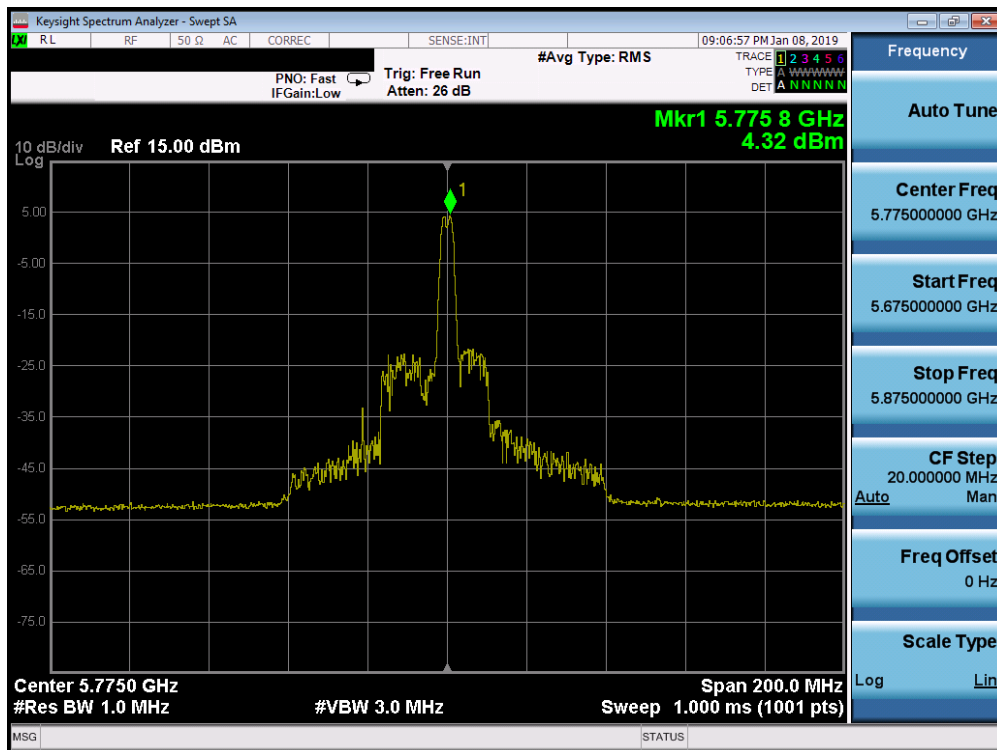 Keysight Spectrum Analyzer - Swept SA
LXI RL RF 50 Ω AC CORREC SENSE:INT 09:06:57 PM Jan 08, 2019
#Avg Type: RMS
TRACE 1 2 3 4 5 6
PNO: Fast Trig: Free Run
TYPE A WWWWW
IFGain:Low Atten: 26 dB
DET A N N N N N
Mkr1 5.775 8 GHz
4.32 dBm
10 dB/div Ref 15.00 dBm
Log
1
5.00
-5.00
-15.0
-25.0
-35.0
-45.0
-55.0
-65.0
-75.0
Center 5.7750 GHz Span 200.0 MHz
#Res BW 1.0 MHz #VBW 3.0 MHz Sweep 1.000 ms (1001 pts)
MSG STATUS
Frequency
Auto Tune
Center Freq
5.775000000 GHz
Start Freq
5.675000000 GHz
Stop Freq
5.875000000 GHz
CF Step
20.000000 MHz
Auto Man
Freq Offset
0 Hz
Scale Type
Log Lin